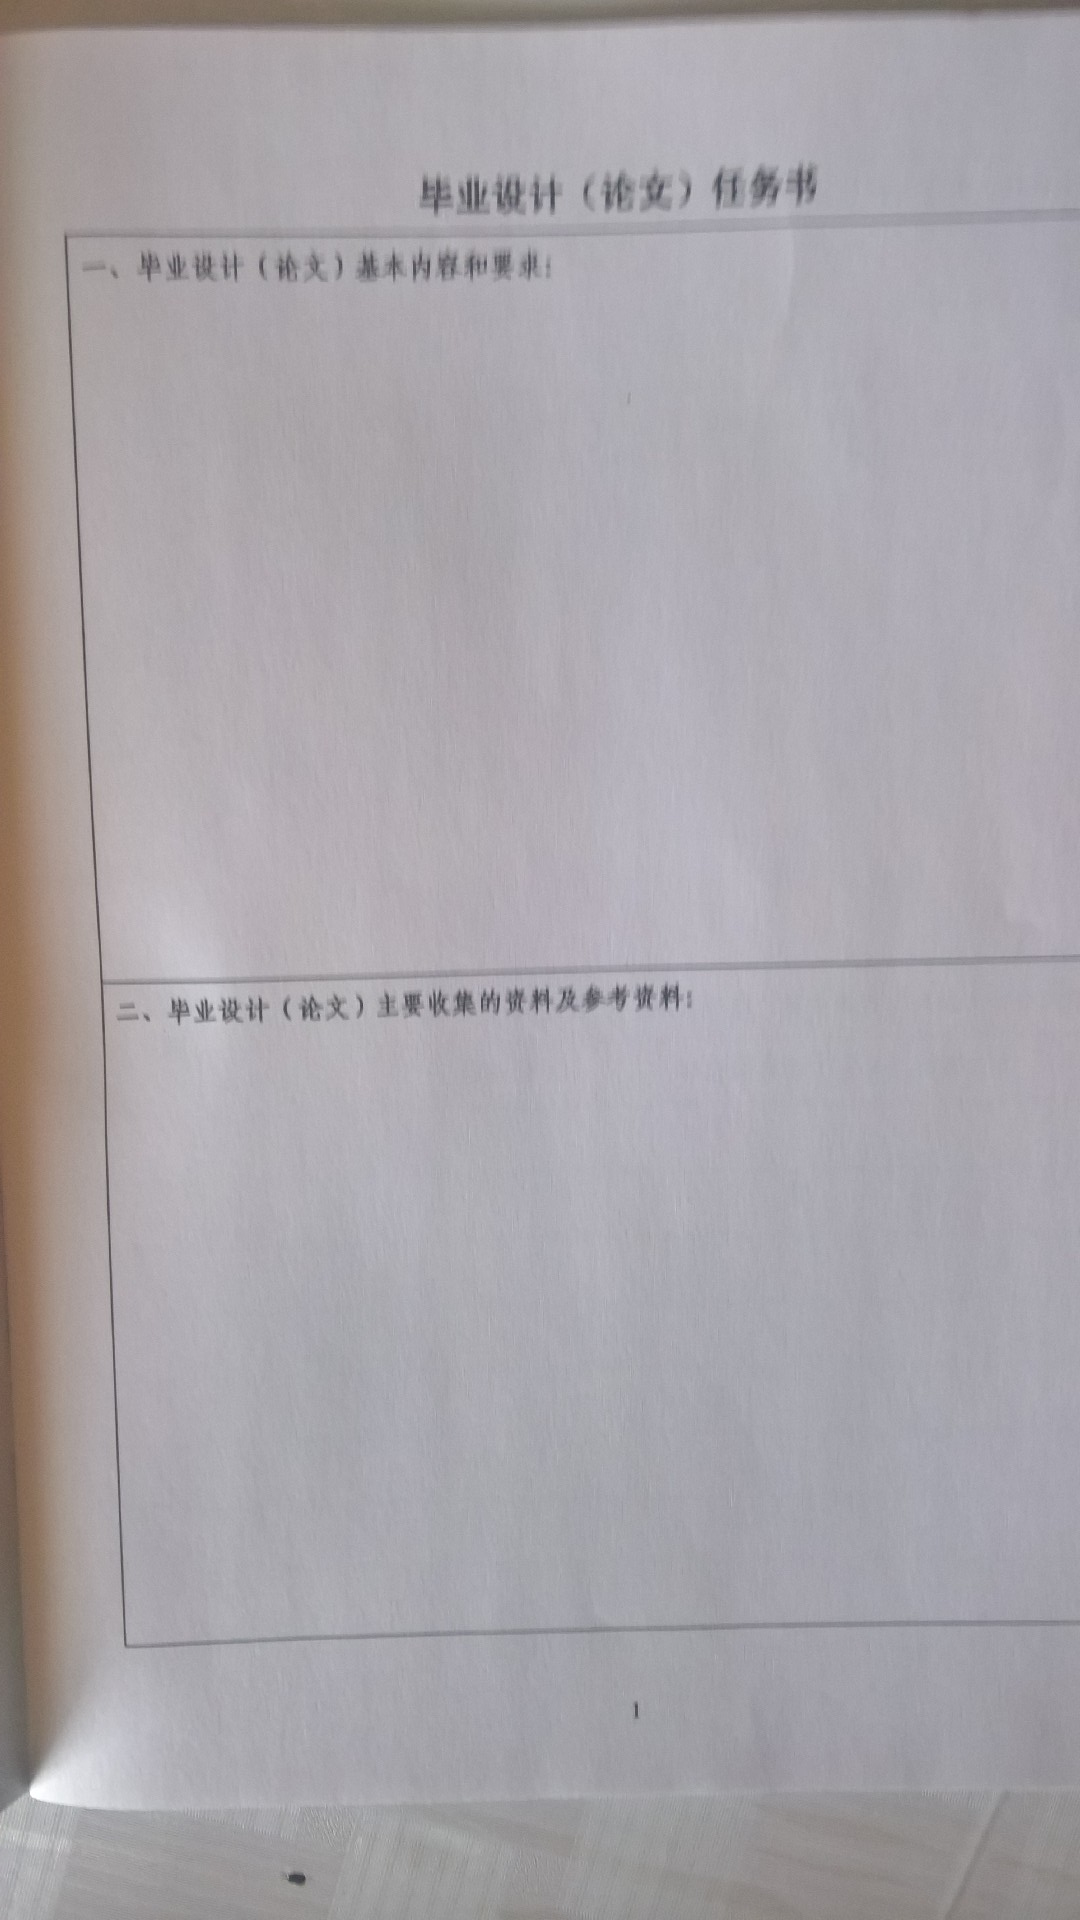 毕业设计（论文）任务书
一、毕业设计（论文）基本内容和要求：
二、毕业设计（论文）主要收集的资料及参考资料：
1